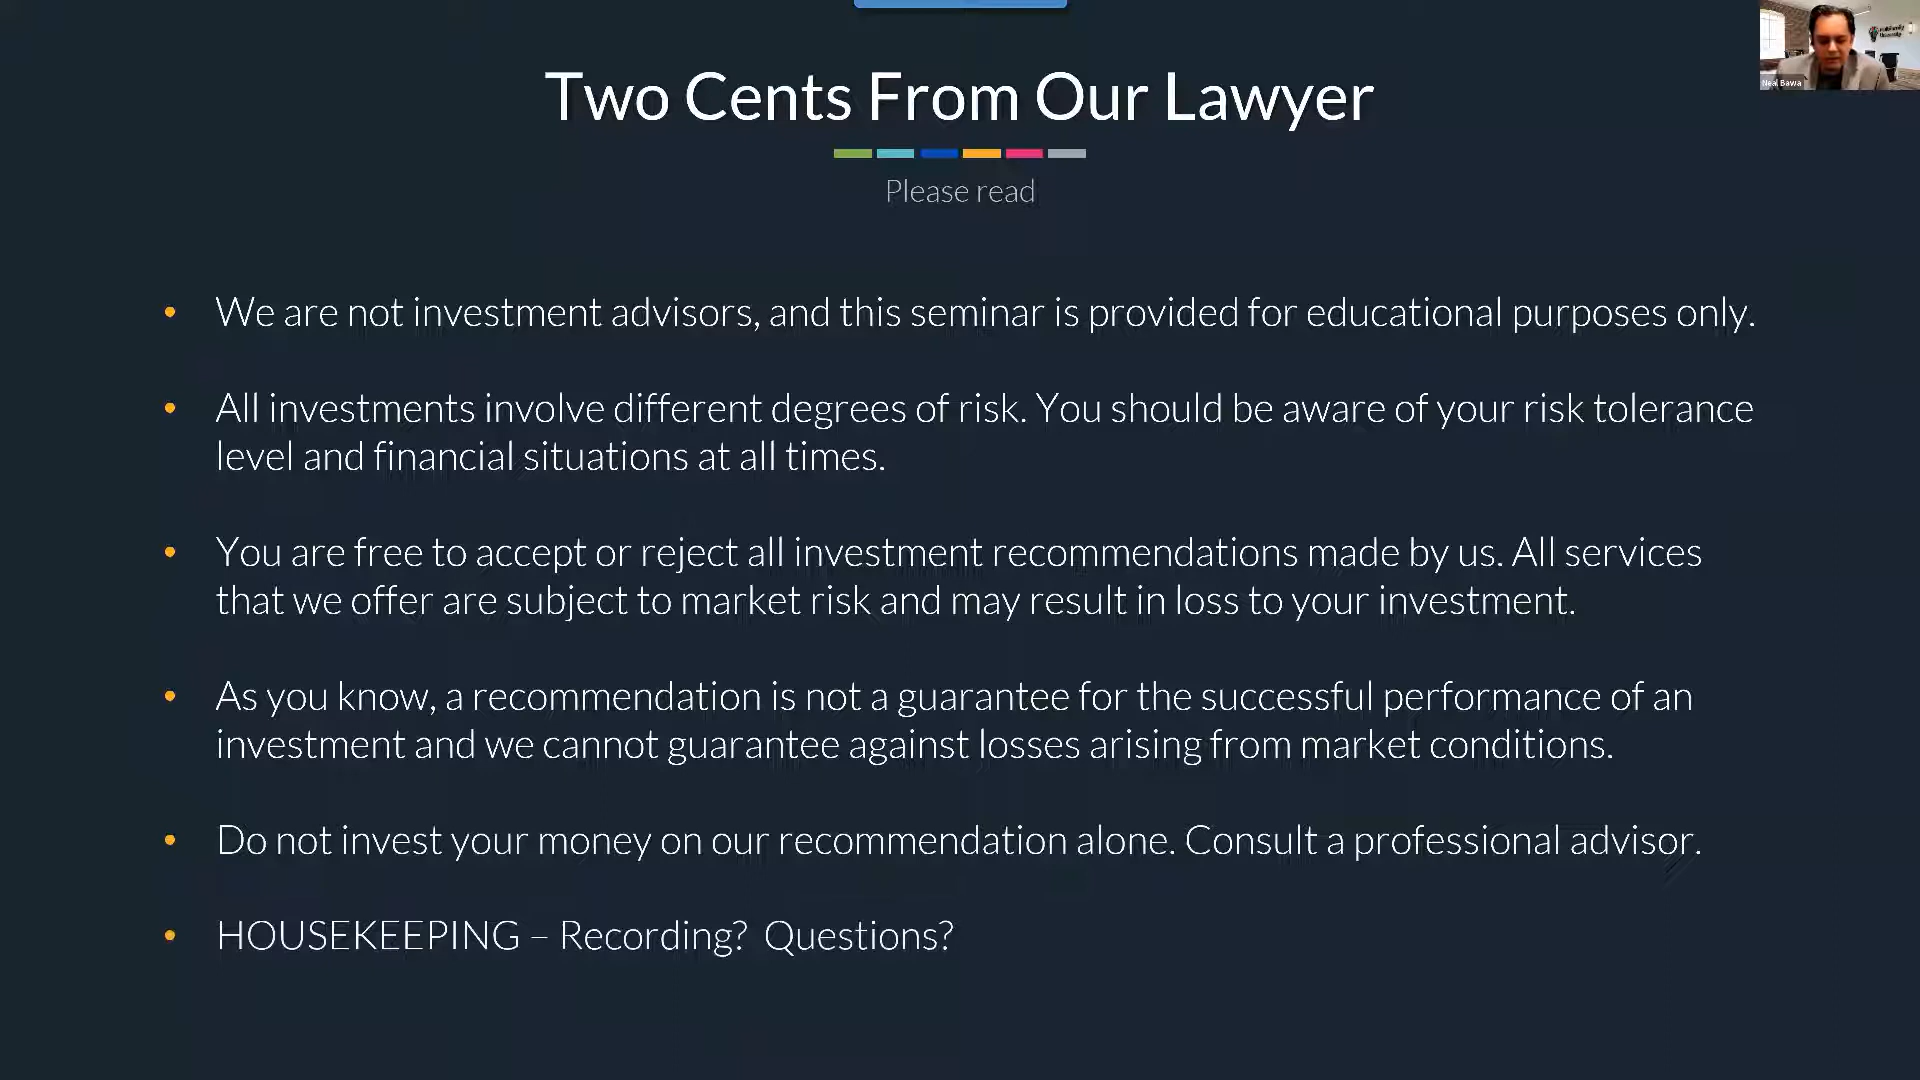 Two Cents From Our Lawyer
Please read
• We are not investment advisors, and this seminar is provided for educational purposes only.
• All investments involve different degrees of risk. You should be aware of your risk tolerance
level and financial situations at all times.
• You are free to accept or reject all investment recommendations made by us. All services
that we offer are subject to market risk and may result in loss to your investment.
• As you know, a recommendation is not a guarantee for the successful performance of an
investment and we cannot guarantee against losses arising from market conditions.
• Do not invest your money on our recommendation alone. Consult a professional advisor.
• HOUSEKEEPING – Recording?  Questions?
Neal Bawa